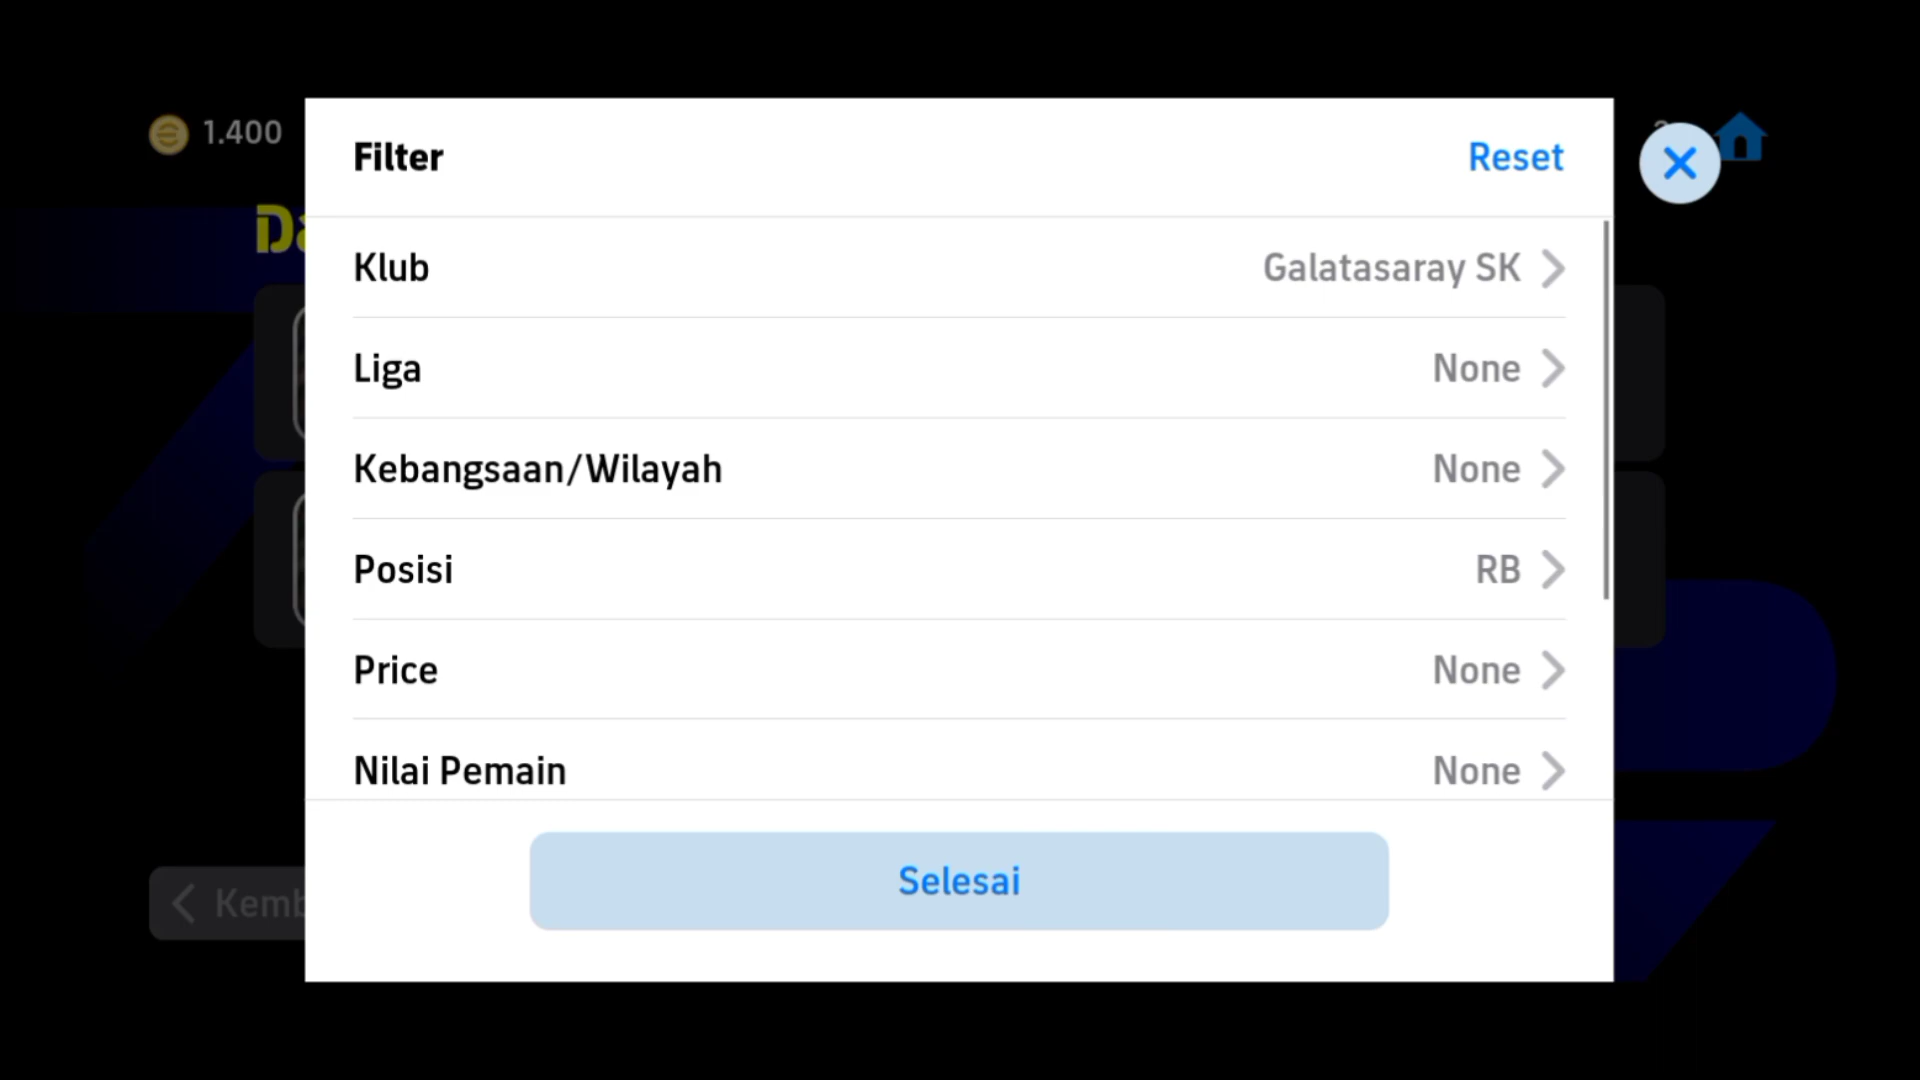 1.400
Filter
Reset
Klub
Galatasaray SK
Liga
None
Kebangsaan/Wilayah
None
Posisi
RB
Price
None
Nilai Pemain
None
Selesai